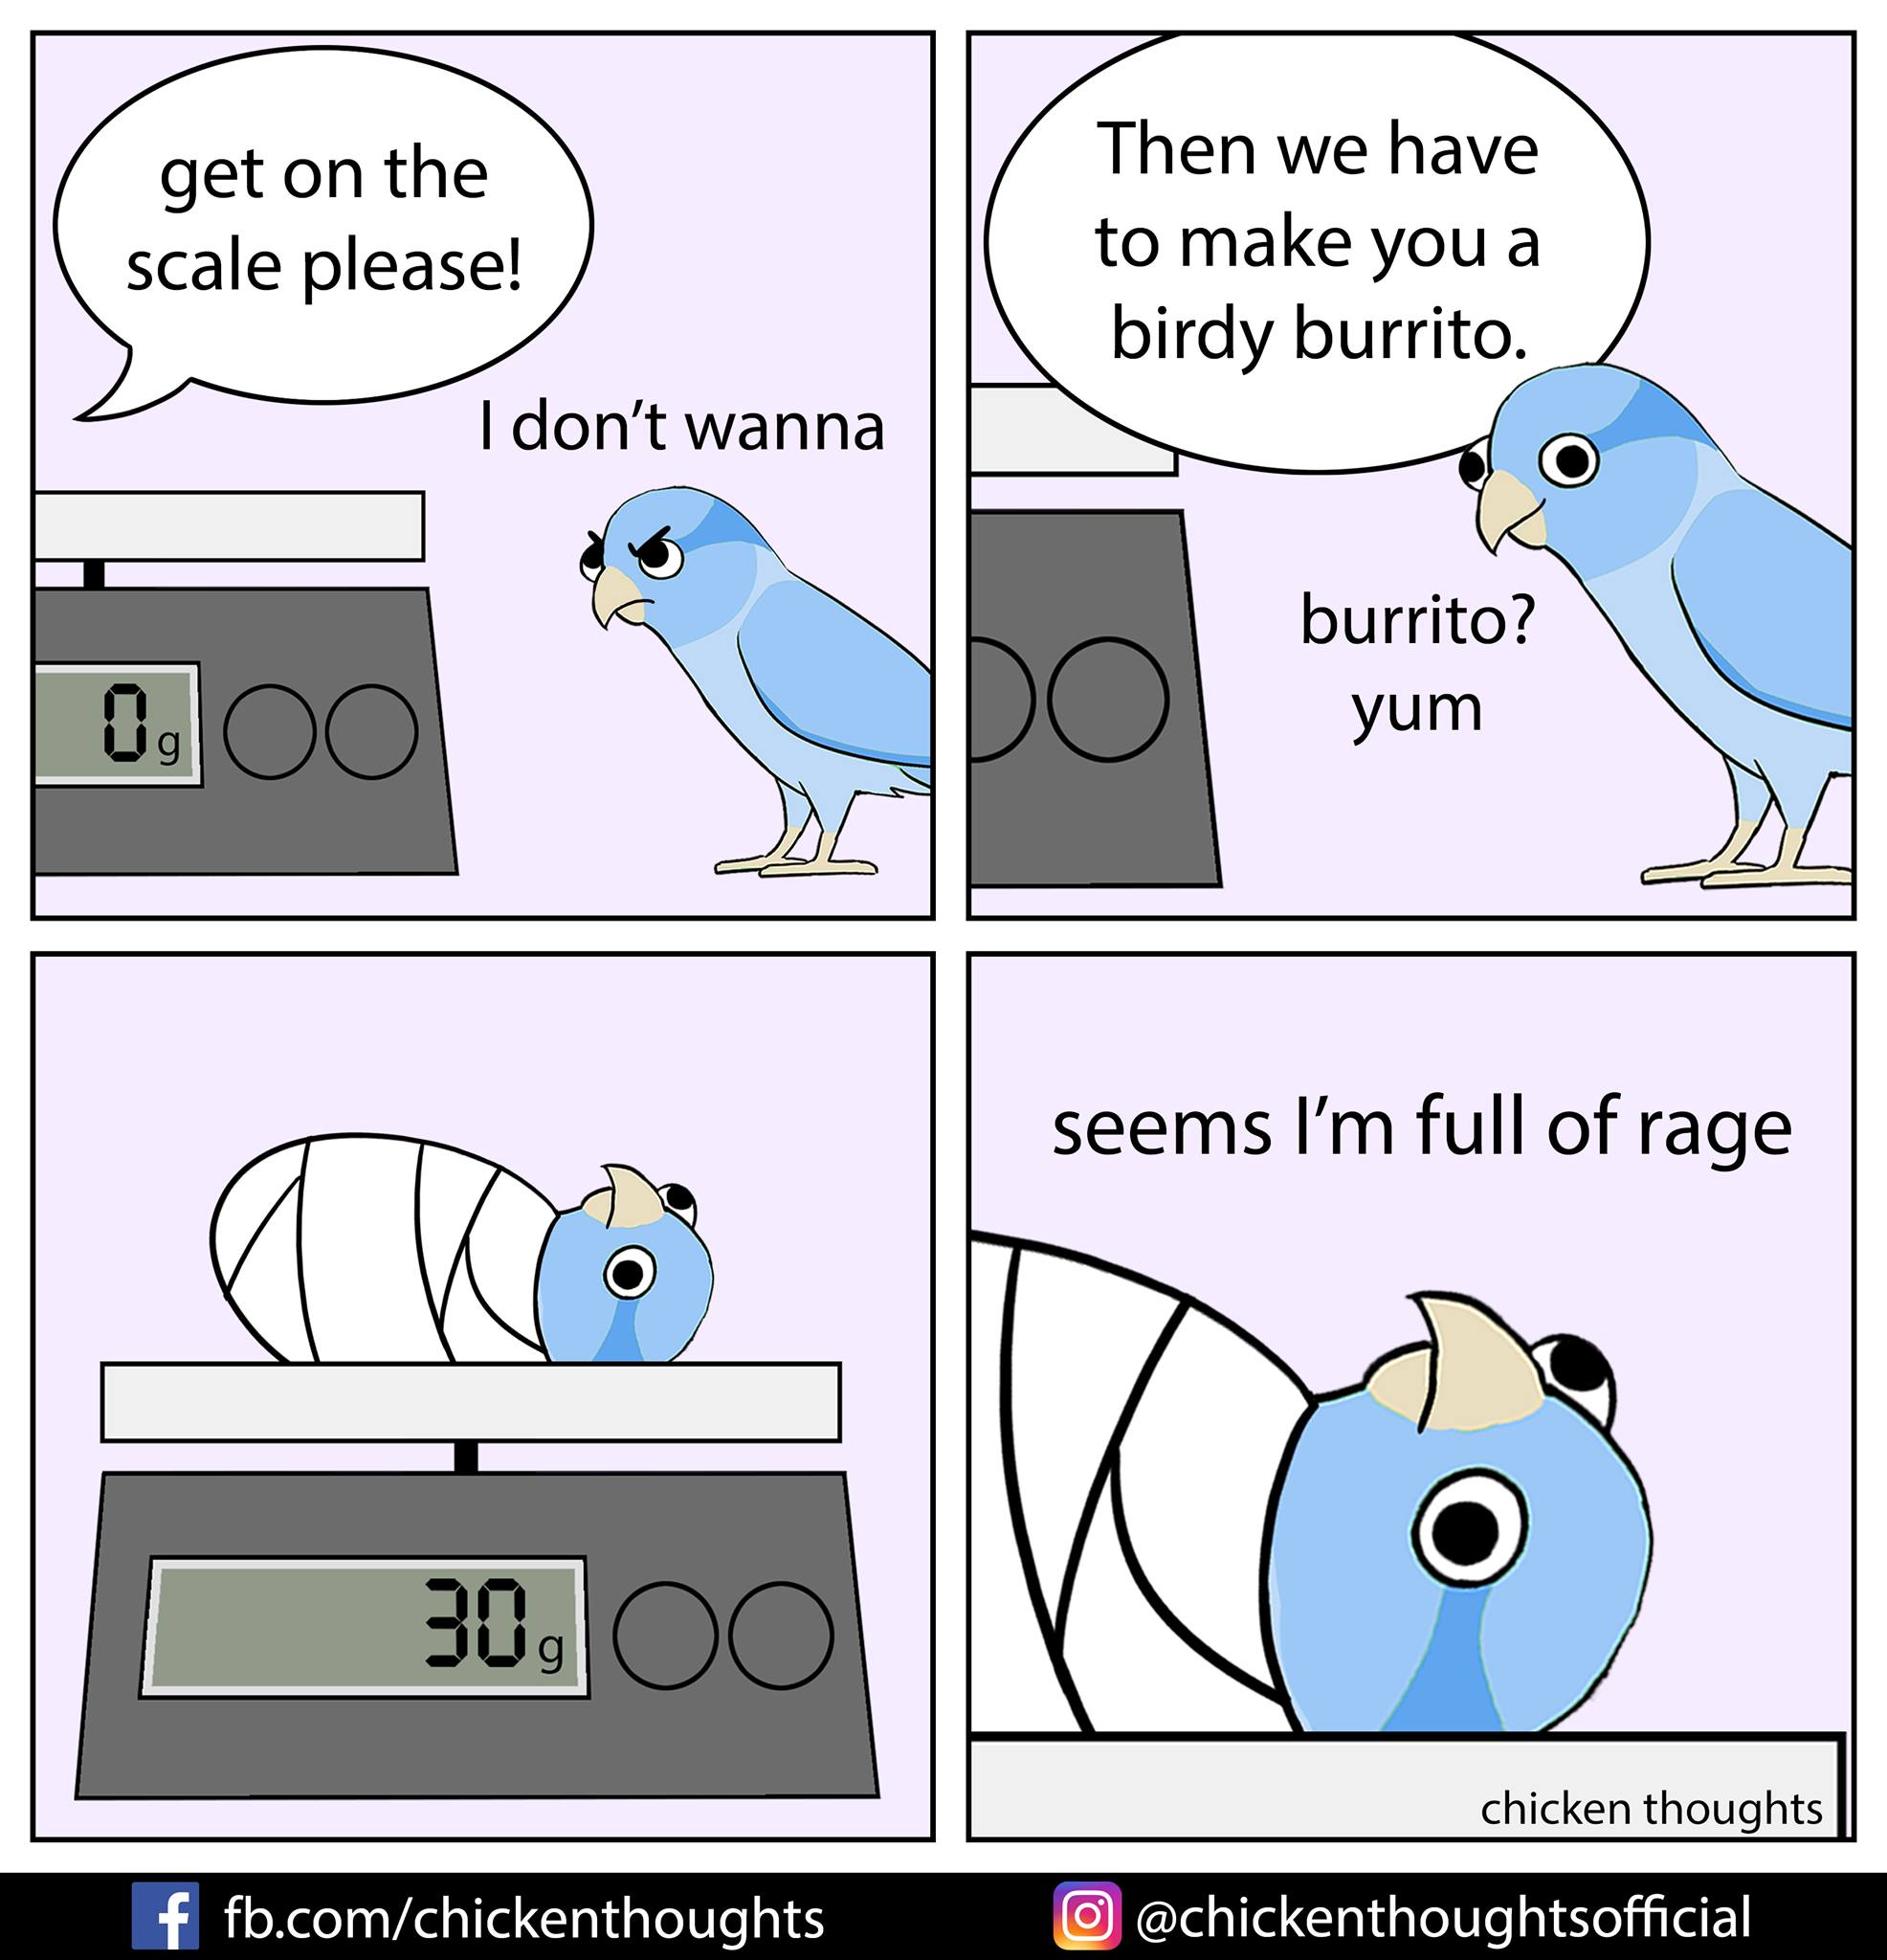 get on the
scale please!
I don't wanna
0g
Then we have
to make you a
birdy burrito.
burrito?
yum
30g
seems I'm full of rage
chicken thoughts
fb.com/chickenthoughts
@chickenthoughtsofficial